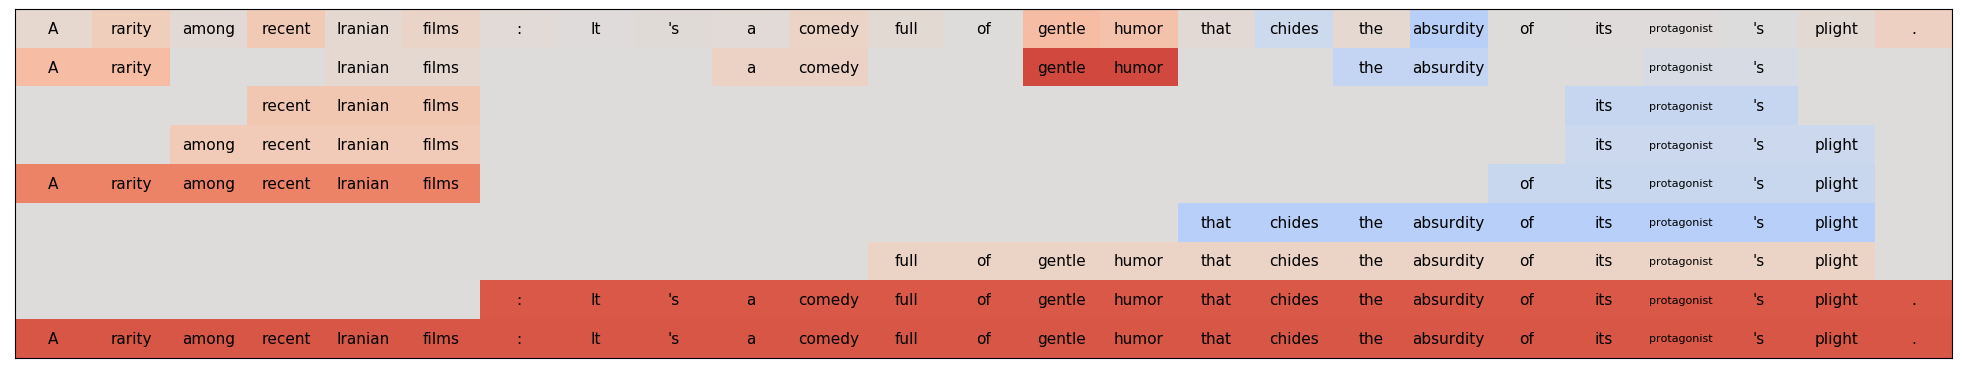 A rarity among recent Iranian films : It 's a comedy full of gentle humor that chides the absurdity of its protagonist 's plight .
A rarity Iranian films a comedy gentle humor the absurdity protagonist 's
recent Iranian films its protagonist 's
among recent Iranian films its protagonist 's plight
A rarity among recent Iranian films of its protagonist 's plight
that chides the absurdity of its protagonist 's plight
full of gentle humor that chides the absurdity of its protagonist 's plight
: It 's a comedy full of gentle humor that chides the absurdity of its protagonist 's plight .
A rarity among recent Iranian films : It 's a comedy full of gentle humor that chides the absurdity of its protagonist 's plight .